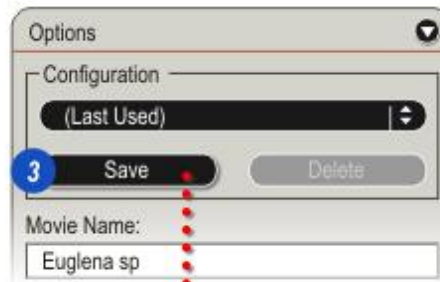 Options
Configuration
(Last Used)
3 Save Delete
Movie Name:
Euglena sp